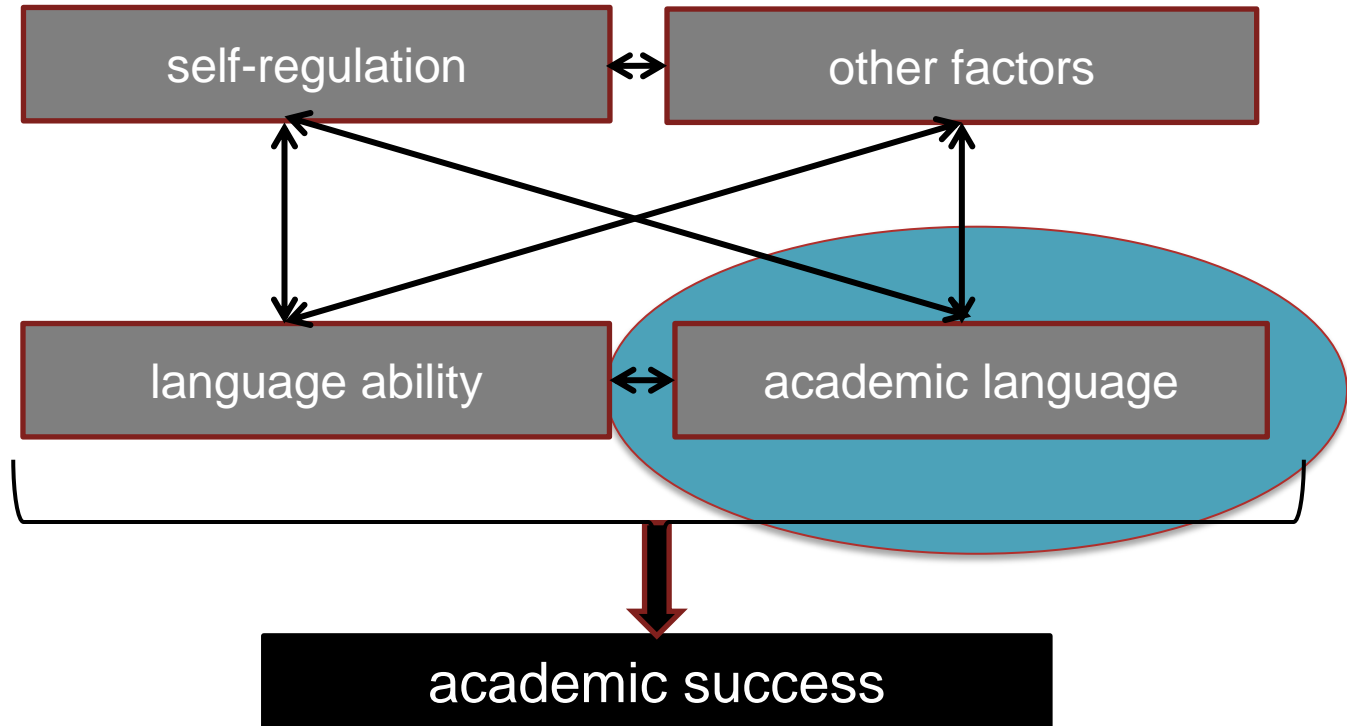 self-regulation
other factors
language ability
academic language
academic success